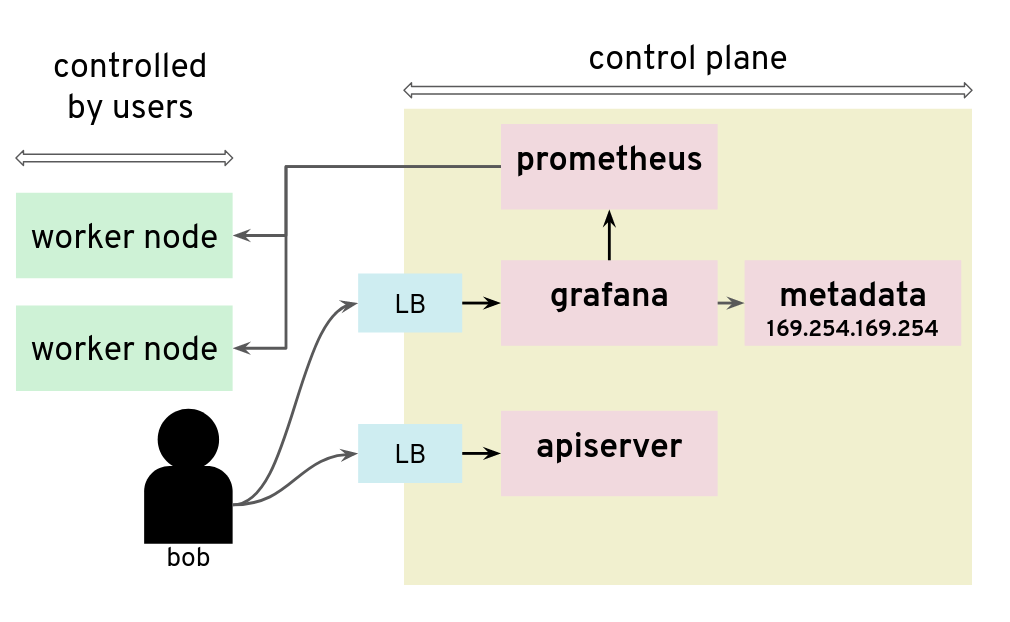 controlled
by users
control plane
prometheus
worker node
LB
grafana
metadata
169.254.169.254
worker node
LB
apiserver
bob